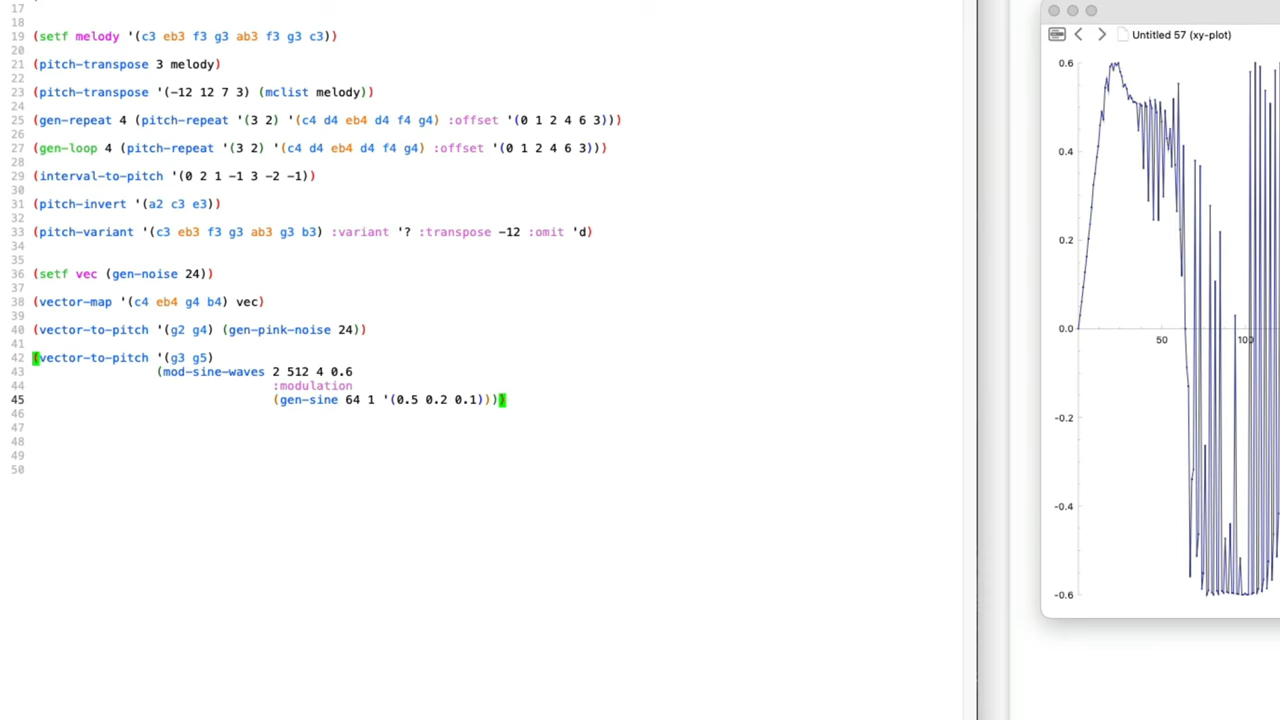 17
18
19 (setf melody '(c3 eb3 f3 g3 ab3 f3 g3 c3))
20
21 (pitch-transpose 3 melody)
22
23 (pitch-transpose '(-12 12 7 3) (mclist melody))
24
25 (gen-repeat 4 (pitch-repeat '(3 2) '(c4 d4 eb4 d4 f4 g4) :offset '(0 1 2 4 6 3)))
26
27 (gen-loop 4 (pitch-repeat '(3 2) '(c4 d4 eb4 d4 f4 g4) :offset '(0 1 2 4 6 3)))
28
29 (interval-to-pitch '(0 2 1 -1 3 -2 -1))
30
31 (pitch-invert '(a2 c3 e3))
32
33 (pitch-variant '(c3 eb3 f3 g3 ab3 g3 b3) :variant '? :transpose -12 :omit 'd)
34
35
36 (setf vec (gen-noise 24))
37
38 (vector-map '(c4 eb4 g4 b4) vec)
39
40 (vector-to-pitch '(g2 g4) (gen-pink-noise 24))
41
42 (vector-to-pitch '(g3 g5)
43 (mod-sine-waves 2 512 4 0.6
44 :modulation
45 (gen-sine 64 1 '(0.5 0.2 0.1))))
46
47
48
49
50
Untitled 57 (xy-plot)
0.6
0.4
0.2
0.0
50
100
-0.2
-0.4
-0.6